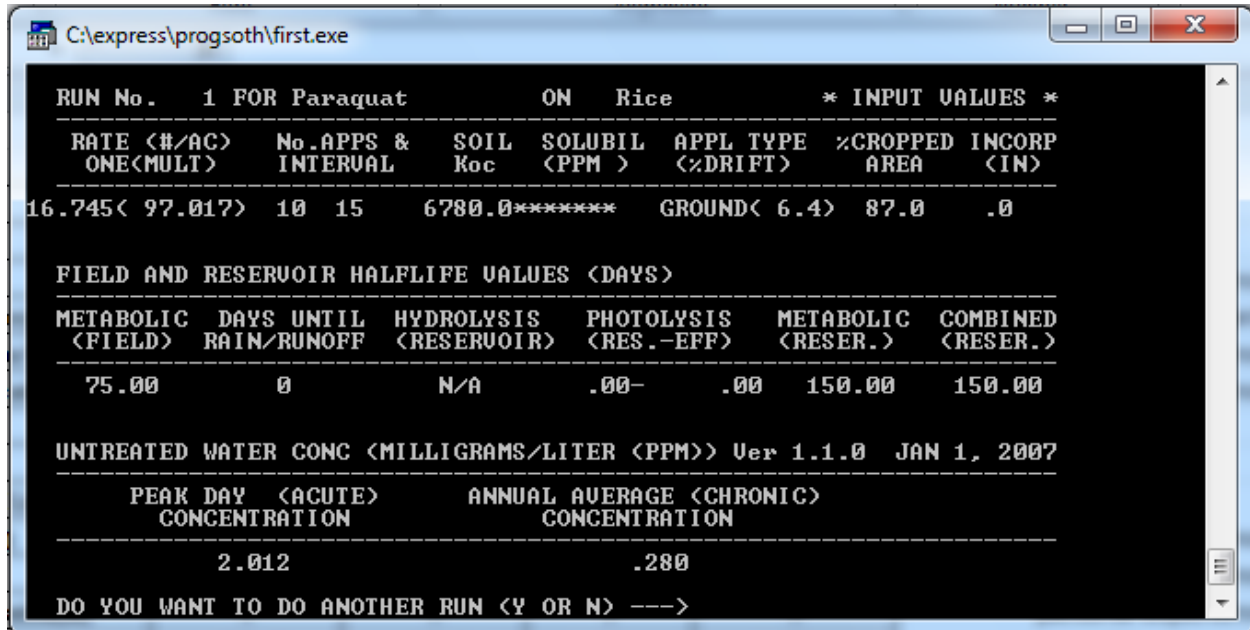 C:\express\progsoth\first.exe
RUN No. 1 FOR Paraquat ON Rice * INPUT VALUES *
RATE (#/AC) No.APPS & SOIL SOLUBIL APPL TYPE %CROPPED INCORP
ONE(MULT) INTERVAL Koc (PPM ) (%DRIFT) AREA (IN)
16.745( 97.017) 10 15 6780.0******* GROUND( 6.4) 87.0 .0
FIELD AND RESERVOIR HALFLIFE VALUES (DAYS)
METABOLIC DAYS UNTIL HYDROLYSIS PHOTOLYSIS METABOLIC COMBINED
(FIELD) RAIN/RUNOFF (RESERVOIR) (RES.-EFF) (RESER.) (RESER.)
75.00 0 N/A .00- .00 150.00 150.00
UNTREATED WATER CONC (MILLIGRAMS/LITER (PPM)) Ver 1.1.0 JAN 1, 2007
PEAK DAY (ACUTE) ANNUAL AVERAGE (CHRONIC)
CONCENTRATION CONCENTRATION
2.012 .280
DO YOU WANT TO DO ANOTHER RUN (Y OR N) --->